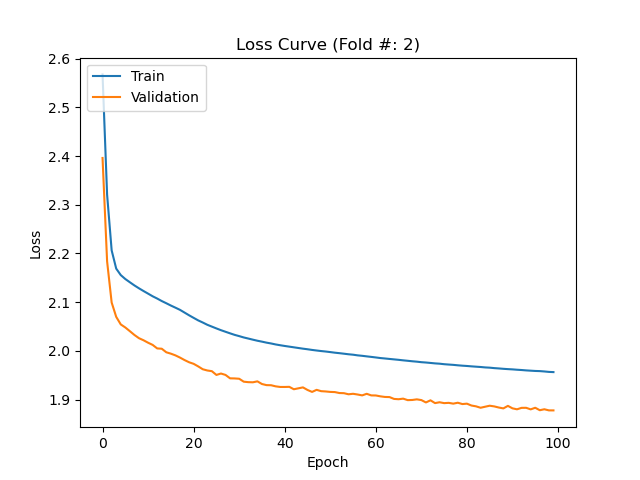 Loss Curve (Fold #: 2)
Train
Validation
2.6
2.5
2.4
2.3
2.2
2.1
2.0
1.9
Loss
0 20 40 60 80 100
Epoch